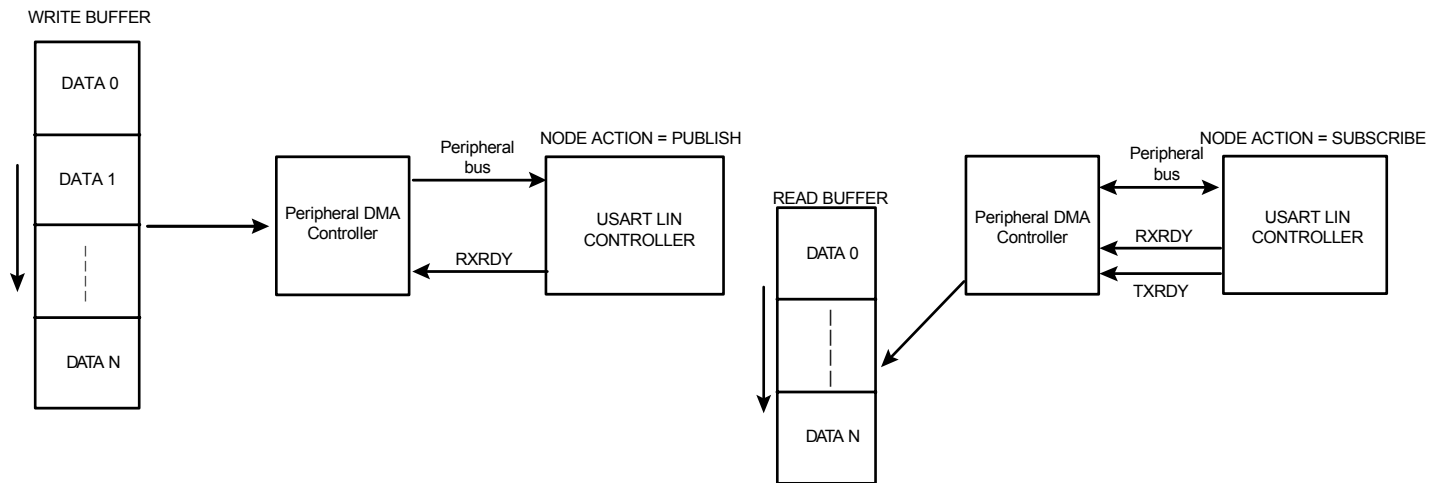 WRITE BUFFER
DATA 0
DATA 1
DATA N
Peripheral DMA
Controller
Peripheral
bus
RXRDY
NODE ACTION = PUBLISH
USART LIN
CONTROLLER
READ BUFFER
DATA 0
DATA N
Peripheral DMA
Controller
Peripheral
bus
RXRDY
TXRDY
NODE ACTION = SUBSCRIBE
USART LIN
CONTROLLER